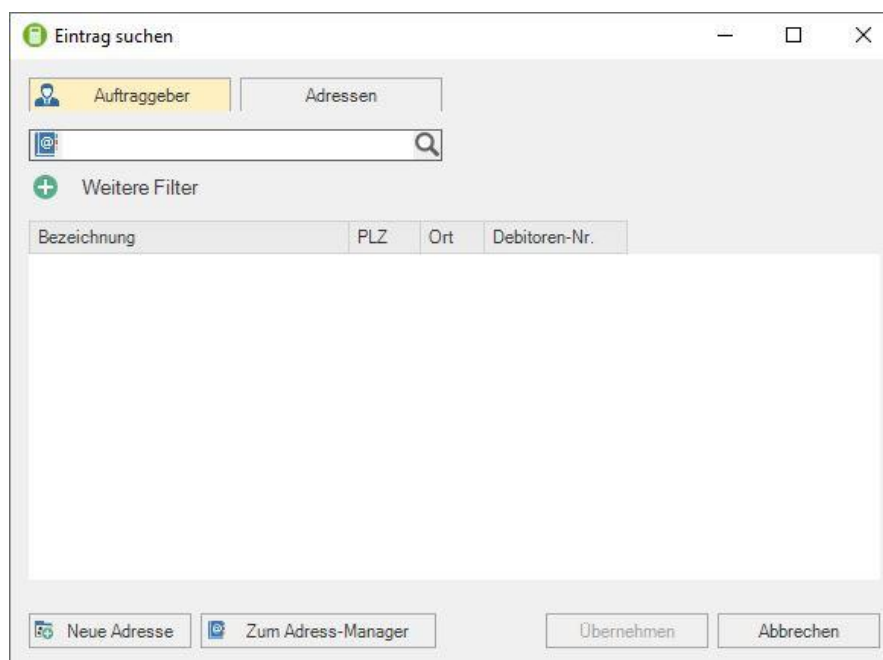 Eintrag suchen
Auftraggeber Adressen
Weitere Filter
Bezeichnung PLZ Ort Debitoren-Nr.
Neue Adresse Zum Adress-Manager Übernehmen Abbrechen